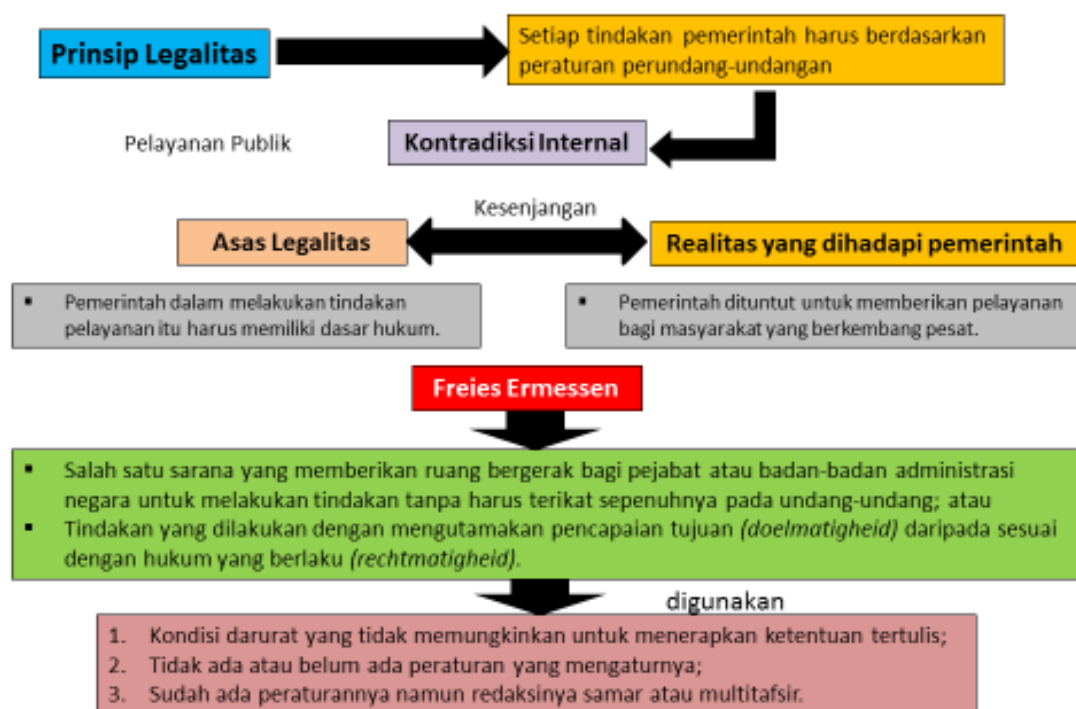 Prinsip Legalitas
Setiap tindakan pemerintah harus berdasarkan
peraturan perundang-undangan
Pelayanan Publik
Kontradiksi Internal
Kesenjangan
Asas Legalitas
Realitas yang dihadapi pemerintah
▪ Pemerintah dalam melakukan tindakan
pelayanan itu harus memiliki dasar hukum.
▪ Pemerintah dituntut untuk memberikan pelayanan
bagi masyarakat yang berkembang pesat.
Freies Ermessen
▪ Salah satu sarana yang memberikan ruang bergerak bagi pejabat atau badan-badan administrasi
negara untuk melakukan tindakan tanpa harus terikat sepenuhnya pada undang-undang; atau
▪ Tindakan yang dilakukan dengan mengutamakan pencapaian tujuan (doelmatigheid) daripada sesuai
dengan hukum yang berlaku (rechtmatigheid).
digunakan
1. Kondisi darurat yang tidak memungkinkan untuk menerapkan ketentuan tertulis;
2. Tidak ada atau belum ada peraturan yang mengaturnya;
3. Sudah ada peraturannya namun redaksinya samar atau multitafsir.